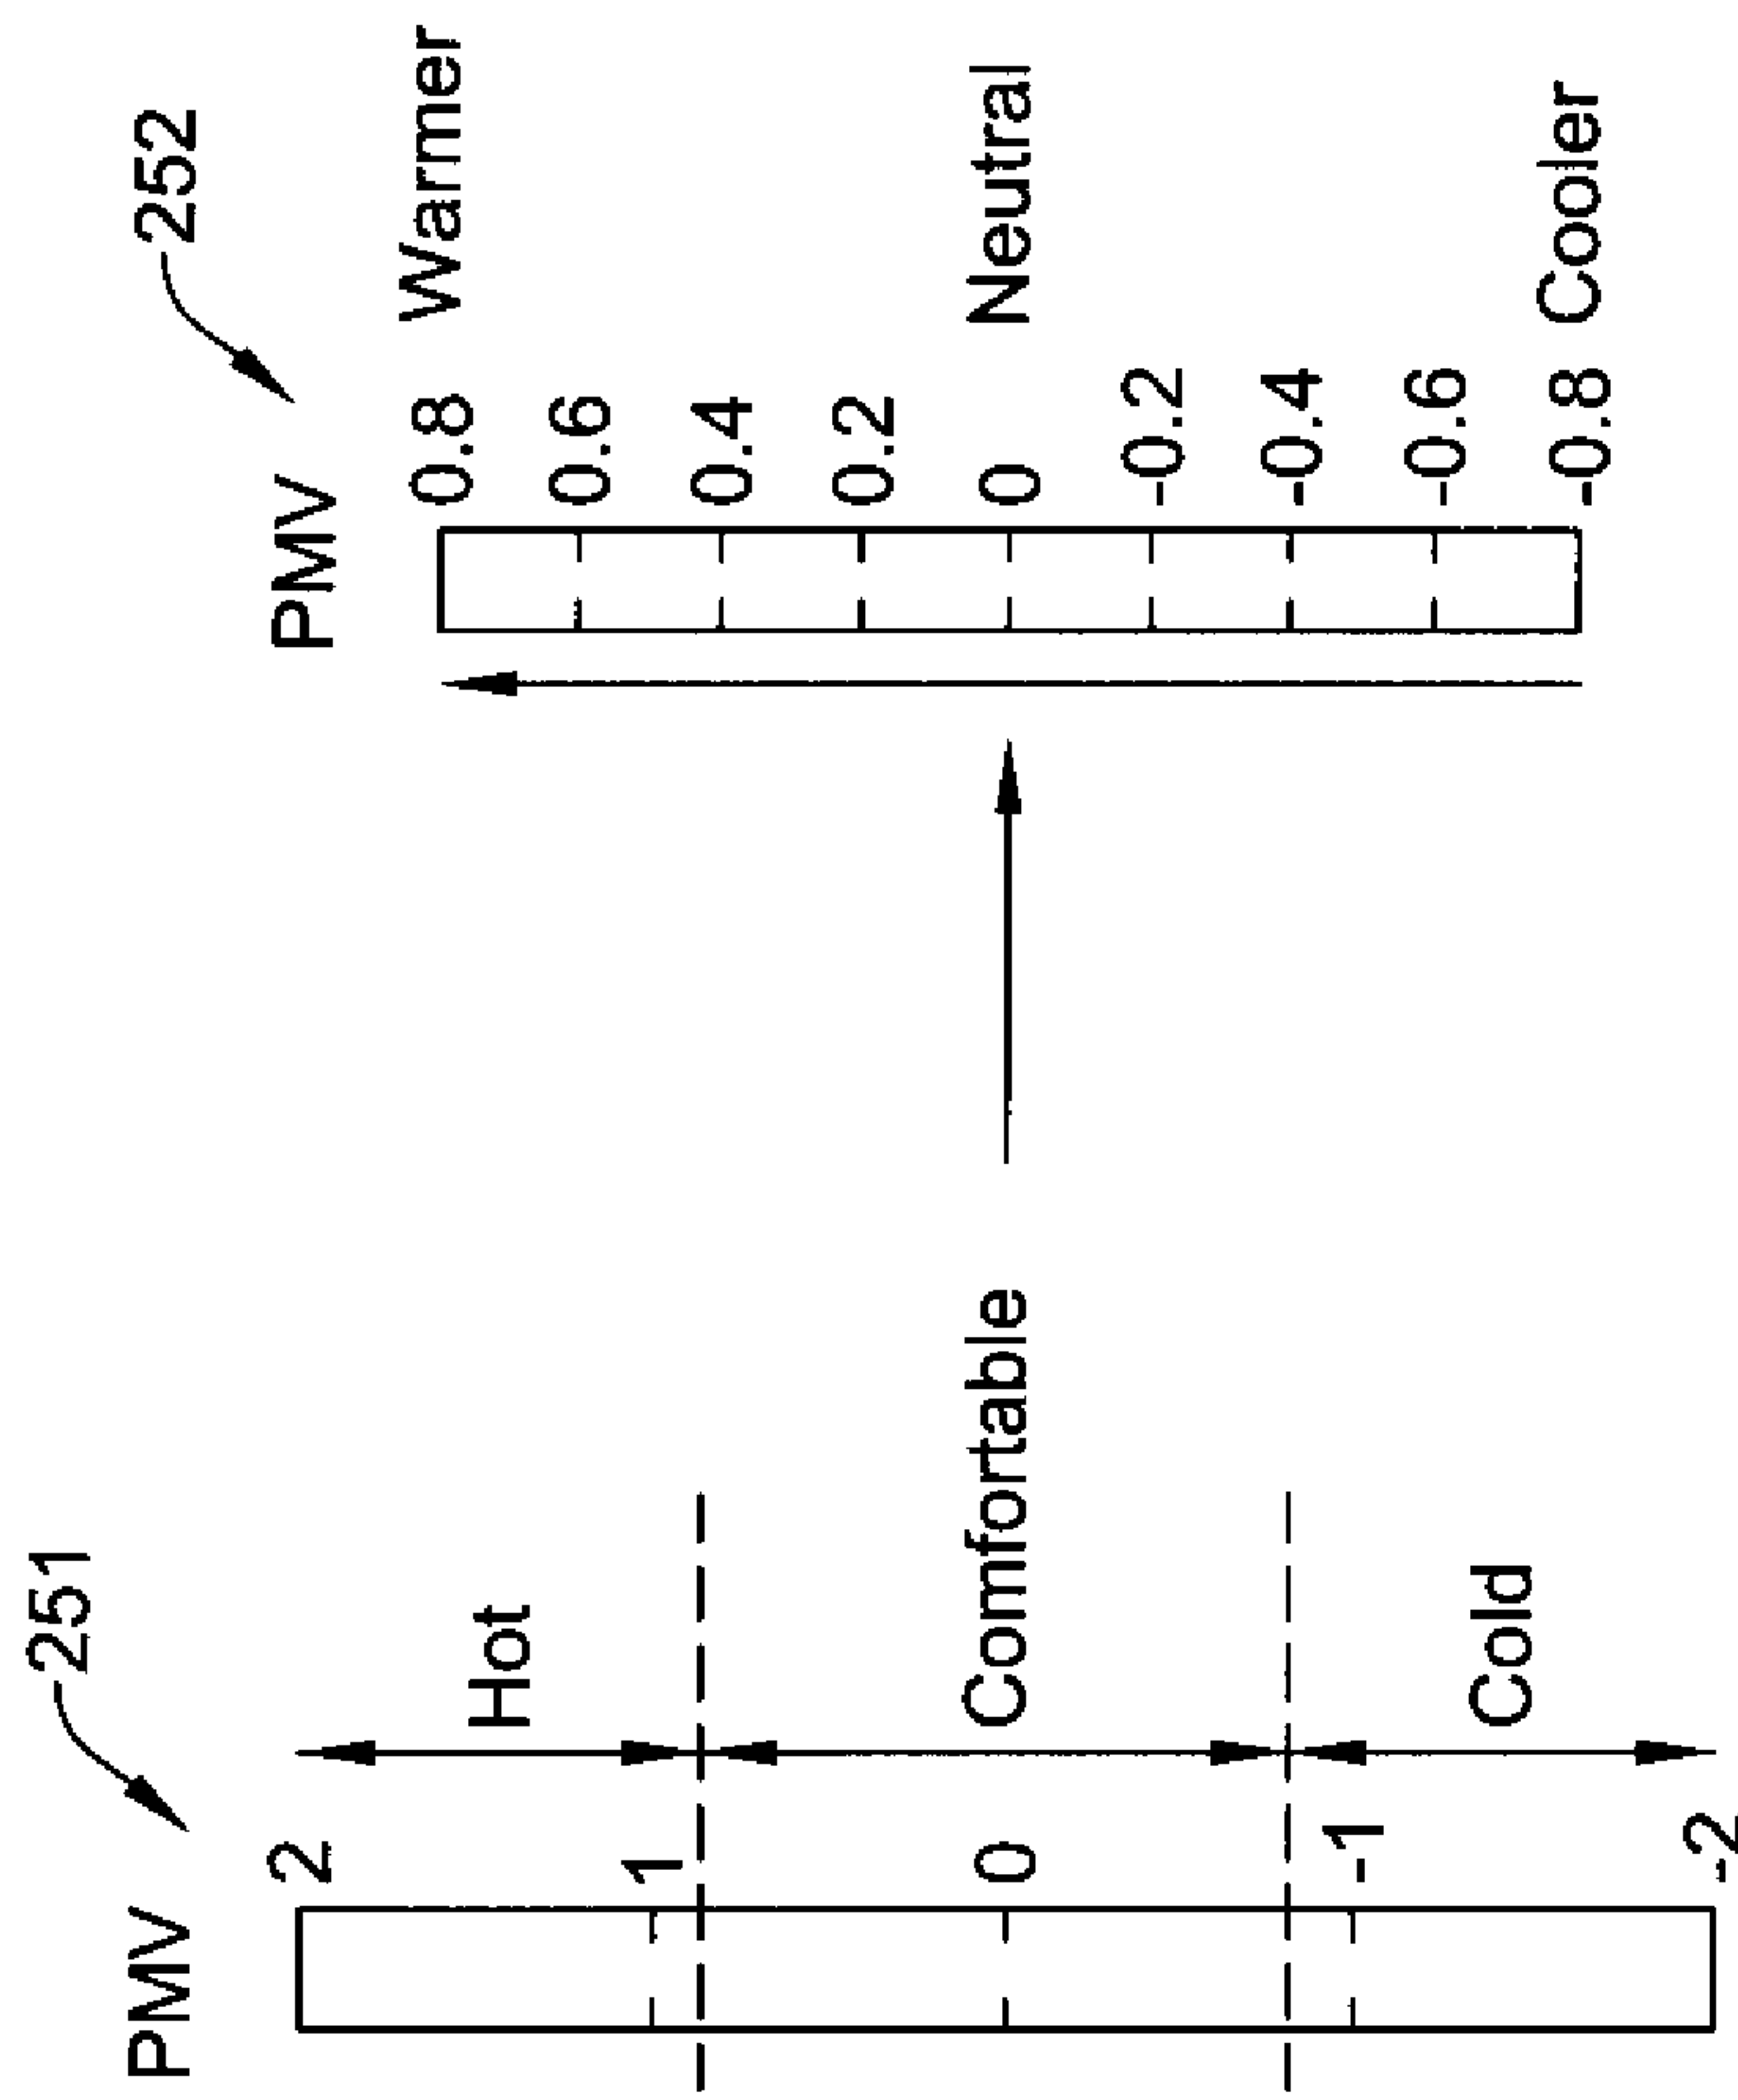 251
PMV
2
Hot
1
0
Comfortable
-1
Cold
-2
252
PMV
0.8 Warmer
0.6
0.4
0.2
0 Neutral
-0.2
-0.4
-0.6
-0.8 Cooler